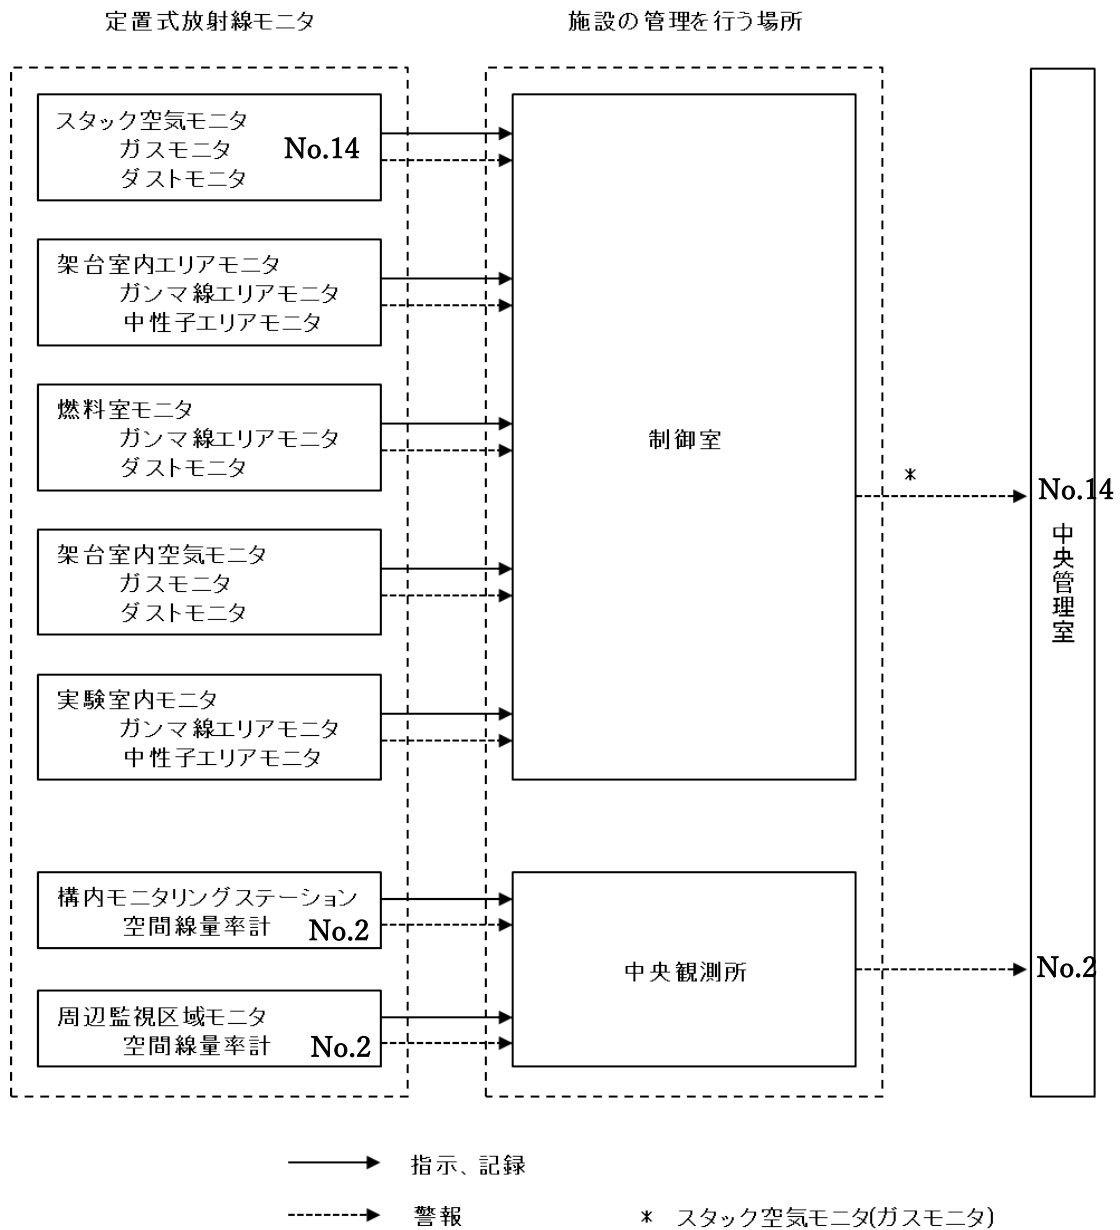 定置式放射線モニタ
施設の管理を行う場所
スタック空気モニタ
ガスモニタ
No.14
ダストモニタ
架台室内エリアモニタ
ガンマ線エリアモニタ
中性子エリアモニタ
燃料室モニタ
ガンマ線エリアモニタ
ダストモニタ
架台室内空気モニタ
ガスモニタ
ダストモニタ
実験室内モニタ
ガンマ線エリアモニタ
中性子エリアモニタ
制御室
*
No.14
中央管理室
構内モニタリングステーション
空間線量率計
No.2
周辺監視区域モニタ
空間線量率計
No.2
中央観測所
No.2
指示、記録
警報
* スタック空気モニタ(ガスモニタ)